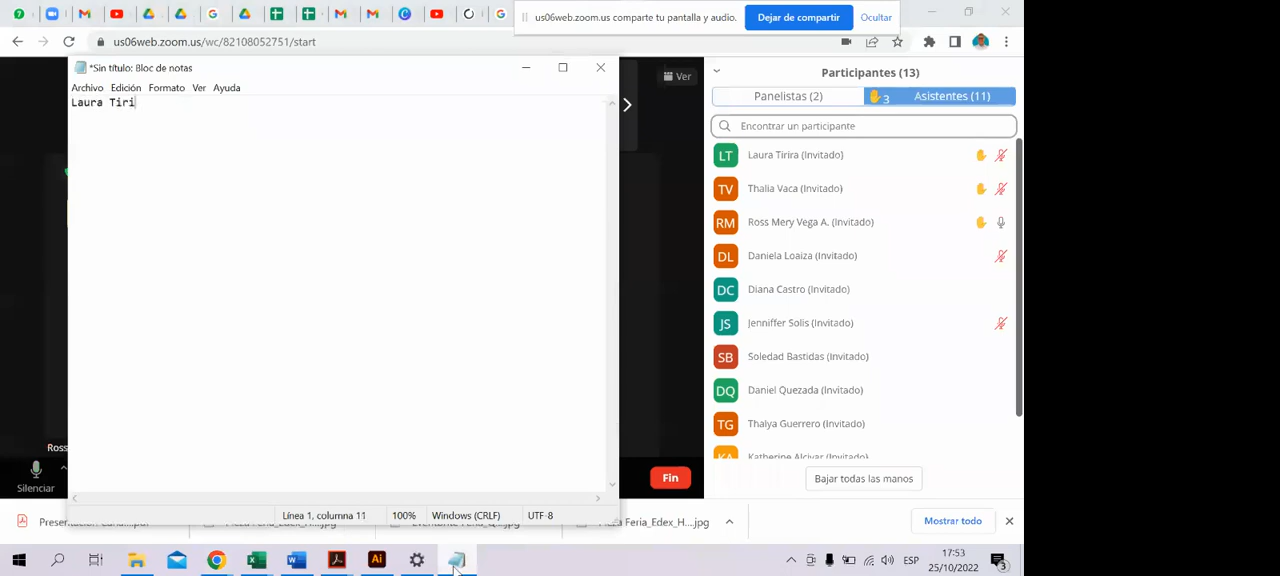 us06web.zoom.us comparte tu pantalla y audio. Dejar de compartir Ocultar
us06web.zoom.us/wc/82108052751/start
*Sin título: Bloc de notas
Archivo Edición Formato Ver Ayuda
Laura Tiri
Ver
Participantes (13)
Panelistas (2) 3 Asistentes (11)
Encontrar un participante
LT Laura Tirira (Invitado)
TV Thalia Vaca (Invitado)
RM Ross Mery Vega A. (Invitado)
DL Daniela Loaiza (Invitado)
DC Diana Castro (Invitado)
JS Jenniffer Solis (Invitado)
SB Soledad Bastidas (Invitado)
DQ Daniel Quezada (Invitado)
TG Thalya Guerrero (Invitado)
KA Katherine Alcivar (Invitado)
Bajar todas las manos
Ross
Silenciar
Fin
Línea 1, columna 11 100% Windows (CRLF) UTF-8
Feria_Edex_H....jpg
Mostrar todo
ESP
17:53
25/10/2022
3